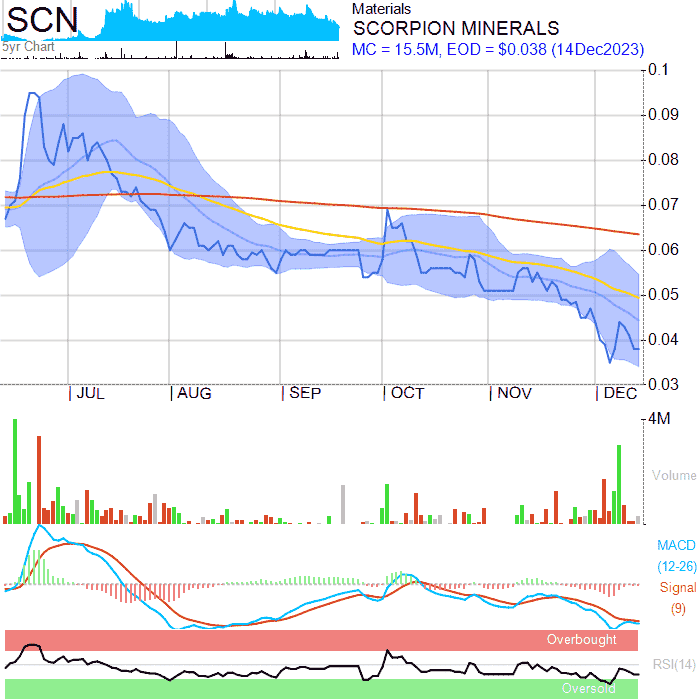 SCN
5yr Chart
Materials
SCORPION MINERALS
MC = 15.5M, EOD = $0.038 (14Dec2023)
0.1
0.09
0.08
0.07
0.06
0.05
0.04
0.03
JUL AUG SEP OCT NOV DEC
4M
Volume
MACD
(12-26)
Signal
(9)
Overbought
RSI(14)
Oversold